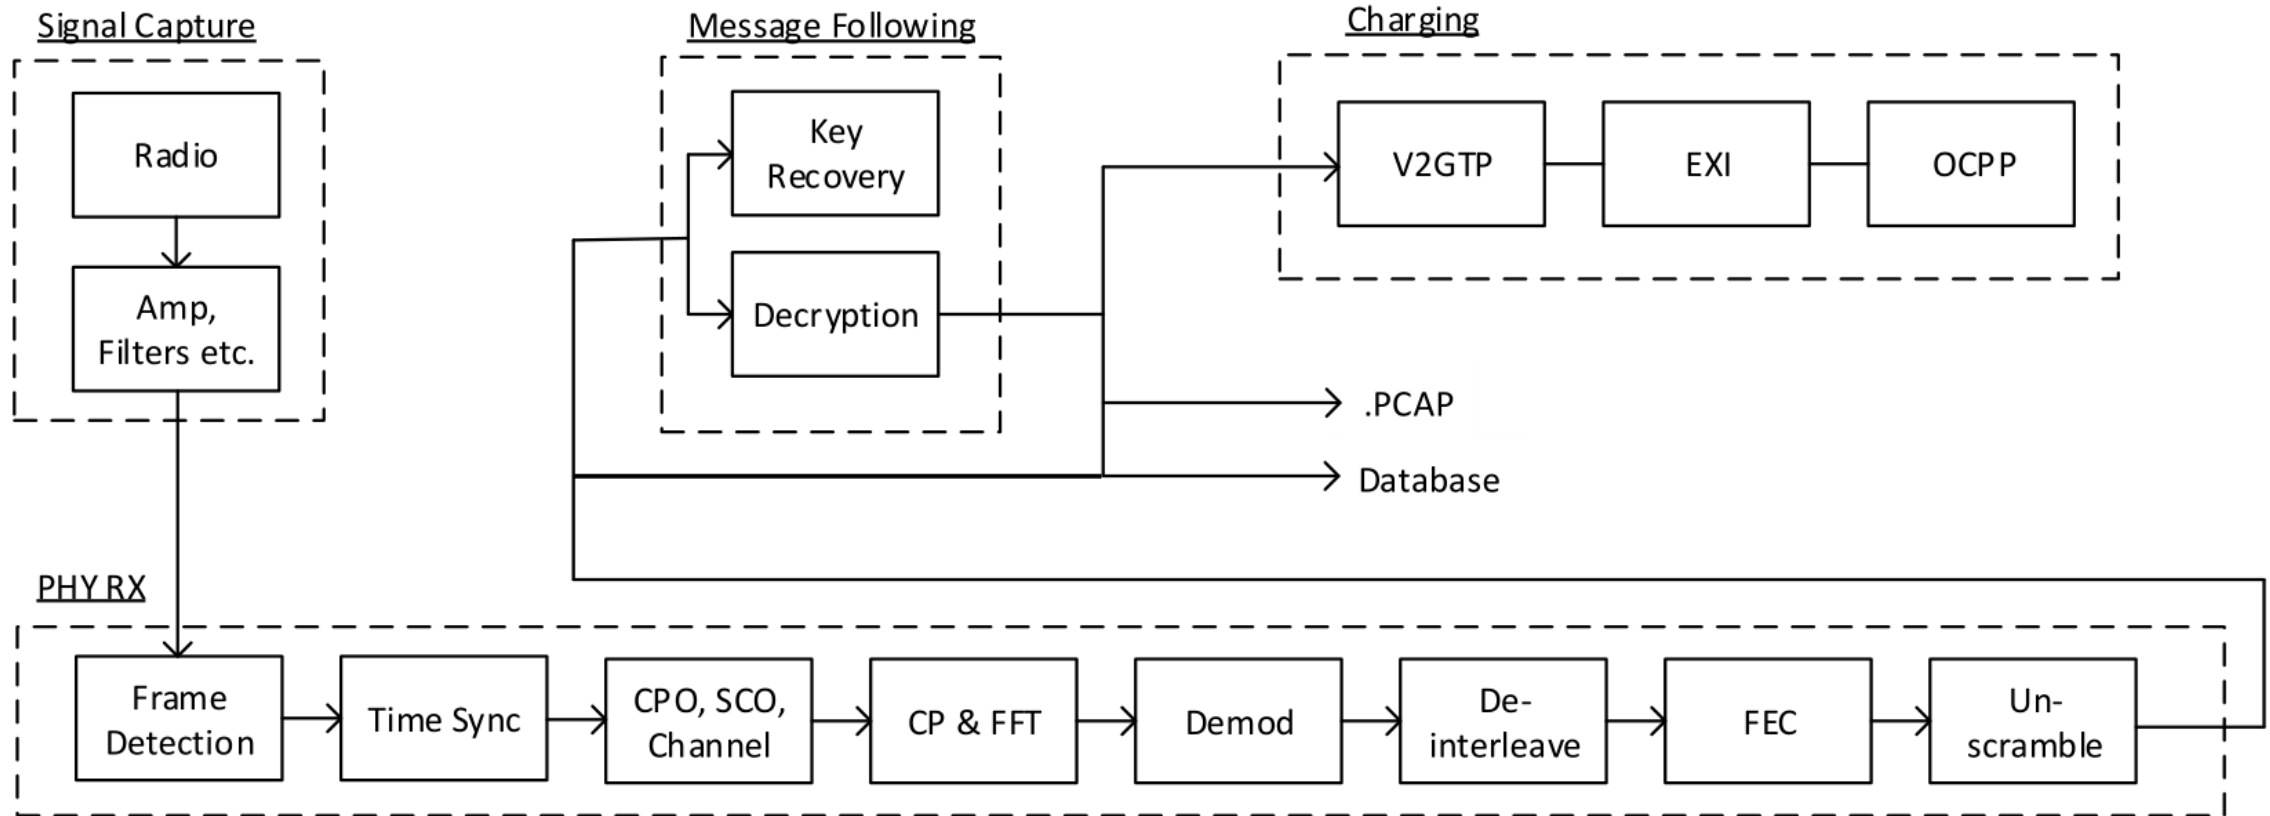 Signal Capture
Radio
Amp,
Filters etc.
Message Following
Key
Recovery
Decryption
Charging
V2GTP
EXI
OCPP
.PCAP
Database
PHY RX
Frame
Detection
Time Sync
CPO, SCO,
Channel
CP & FFT
Demod
De-
interleave
FEC
Un-
scramble